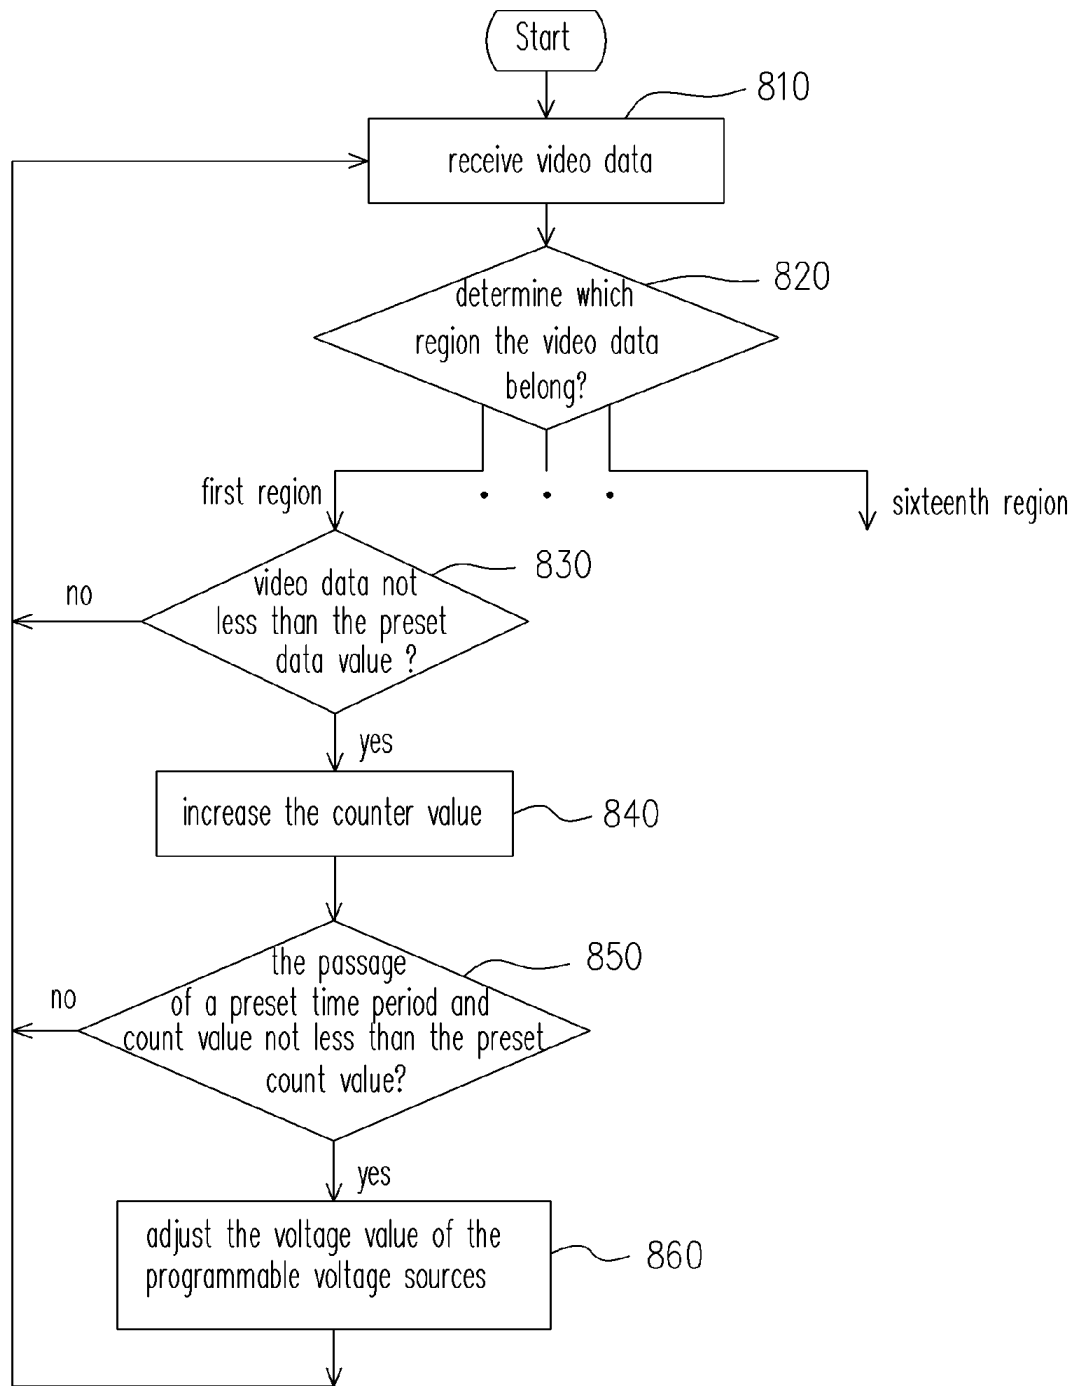 Start
810
receive video data
820
determine which
region the video data
belong?
first region
sixteenth region
830
video data not
less than the preset
data value ?
no
yes
increase the counter value
840
850
the passage
of a preset time period and
count value not less than the preset
count value?
no
yes
adjust the voltage value of the
programmable voltage sources
860